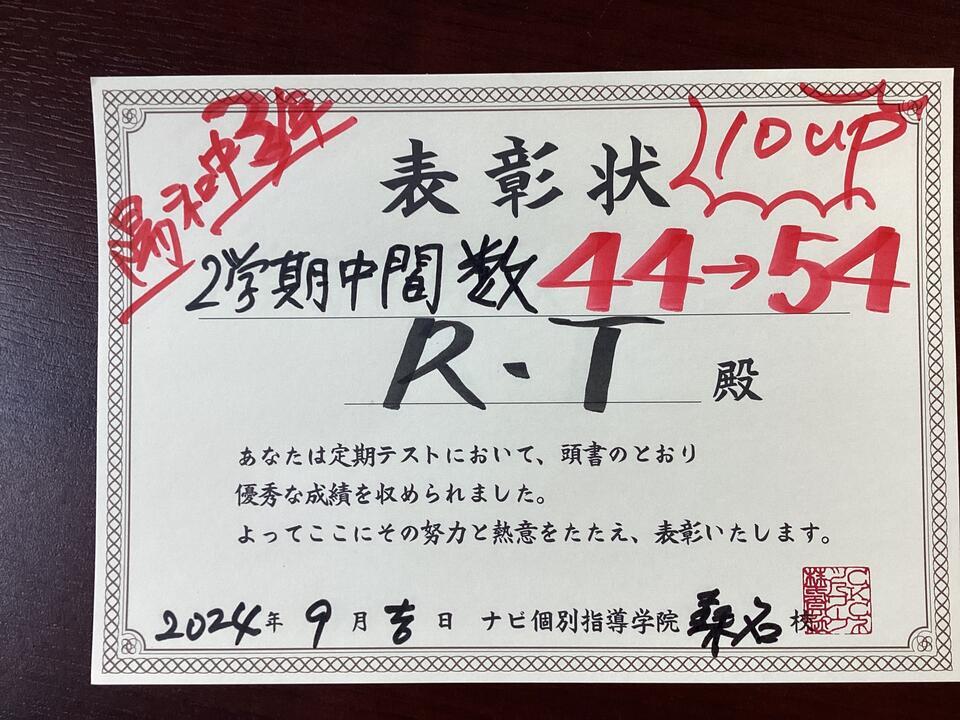 陽和中3年
表彰状
10up
2学期中間数 44→54
R・T 殿
あなたは定期テストにおいて、頭書のとおり
優秀な成績を収められました。
よってここにその努力と熱意をたたえ、表彰いたします。
2024年 9月 吉日 ナビ個別指導学院 桑名校